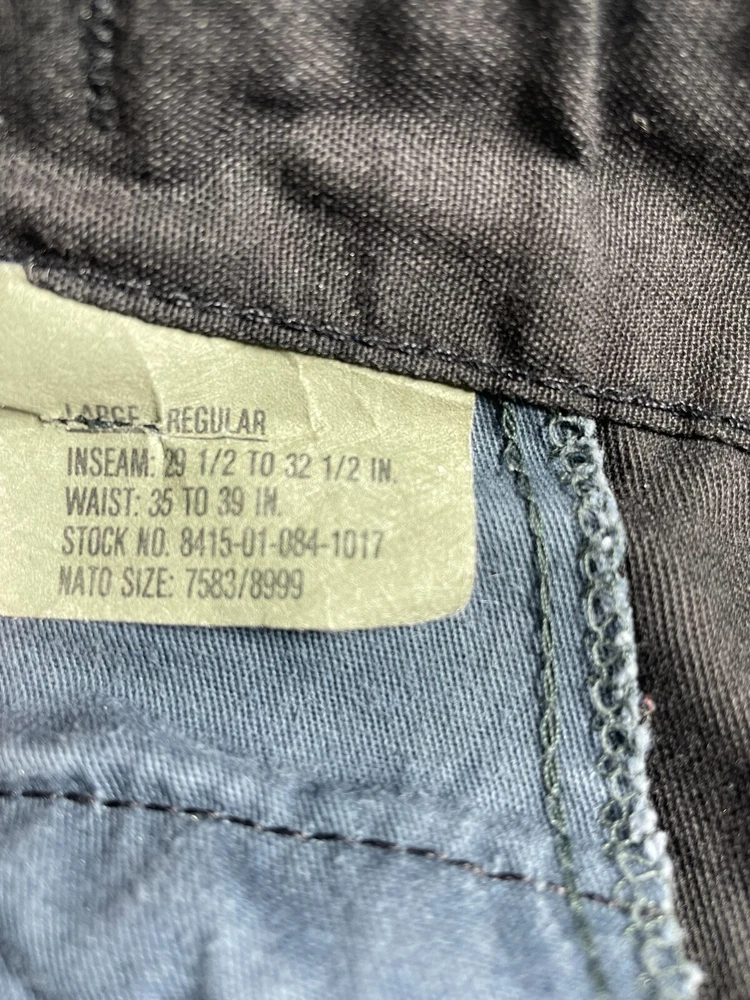 LARGE REGULAR
INSEAM: 29 1/2 TO 32 1/2 IN.
WAIST: 35 TO 39 IN.
STOCK NO. 8415-01-084-1017
NATO SIZE: 7583/8999